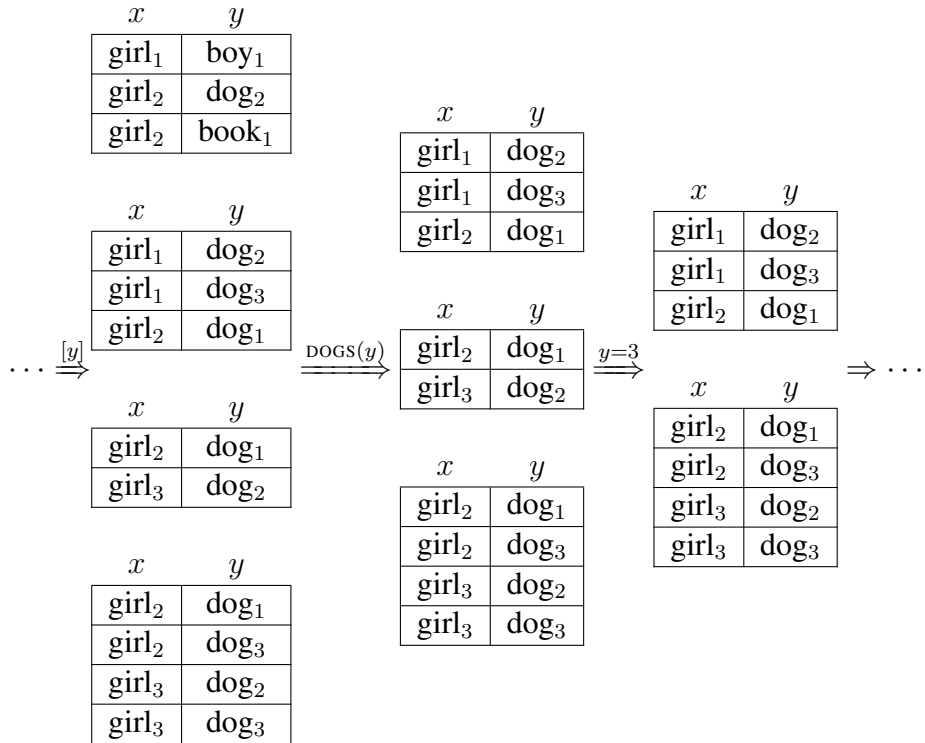 x y
girl₁ boy₁
girl₂ dog₂
girl₂ book₁
x y
girl₁ dog₂
girl₁ dog₃
girl₂ dog₁
x y
girl₂ dog₁
girl₃ dog₂
x y
girl₂ dog₁
girl₂ dog₃
girl₃ dog₂
girl₃ dog₃
··· [y] ⇒
DOGS(y) ⇒
x y
girl₁ dog₂
girl₁ dog₃
girl₂ dog₁
x y
girl₂ dog₁
girl₃ dog₂
x y
girl₂ dog₁
girl₂ dog₃
girl₃ dog₂
girl₃ dog₃
y=3 ⇒
x y
girl₁ dog₂
girl₁ dog₃
girl₂ dog₁
x y
girl₂ dog₁
girl₂ dog₃
girl₃ dog₂
girl₃ dog₃
⇒ ···